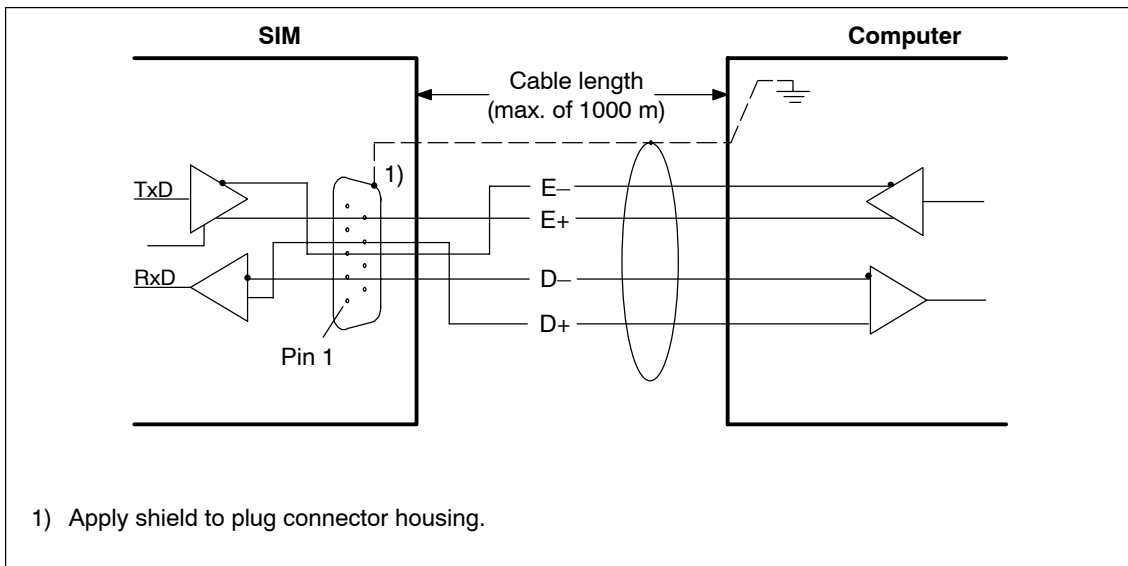 SIM
Computer
Cable length
(max. of 1000 m)
1)
TxD
E–
E+
RxD
D–
D+
Pin 1
1) Apply shield to plug connector housing.